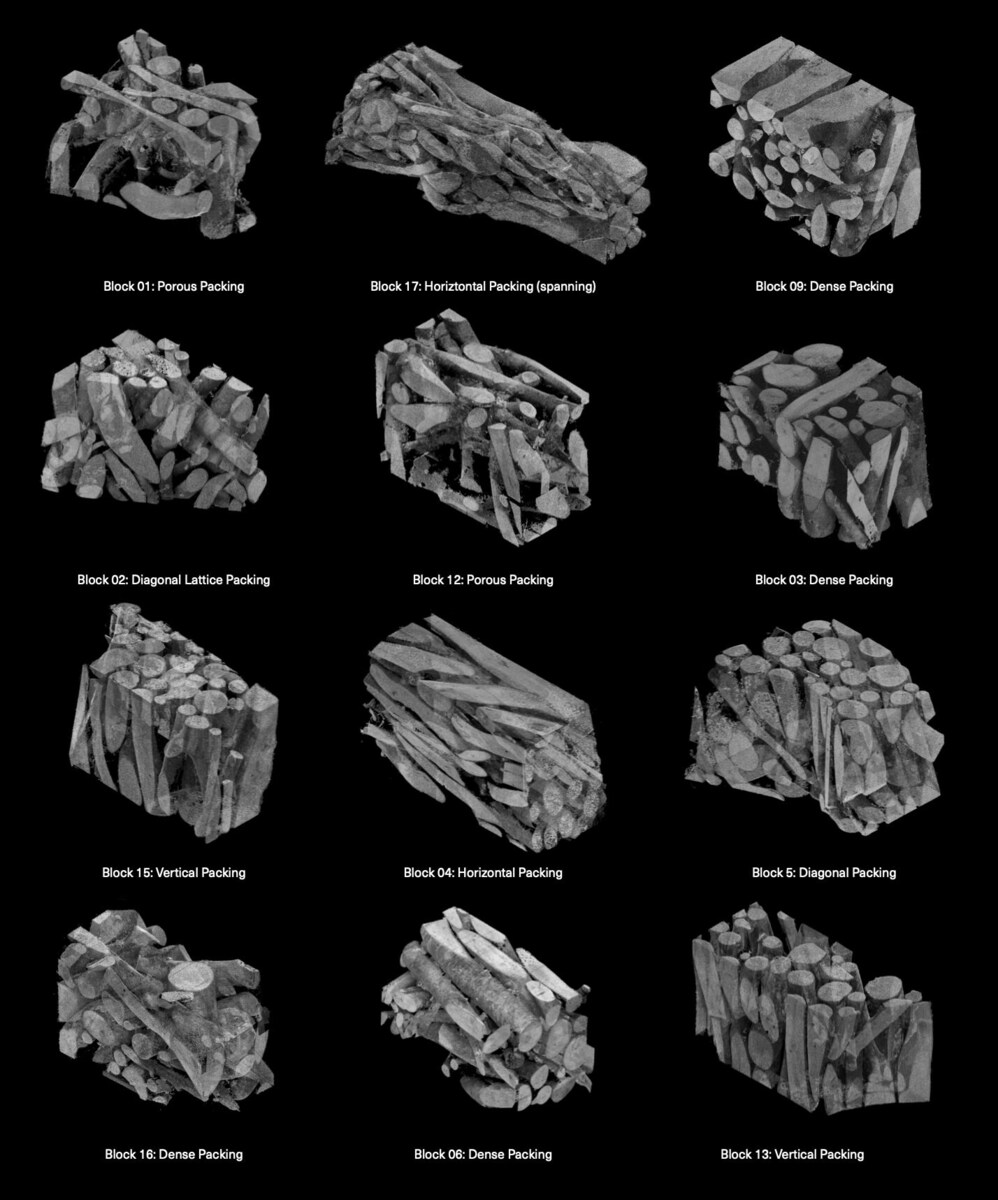 Block 01: Porous Packing
Block 17: Horiztontal Packing (spanning)
Block 09: Dense Packing
Block 02: Diagonal Lattice Packing
Block 12: Porous Packing
Block 03: Dense Packing
Block 15: Vertical Packing
Block 04: Horizontal Packing
Block 5: Diagonal Packing
Block 16: Dense Packing
Block 06: Dense Packing
Block 13: Vertical Packing